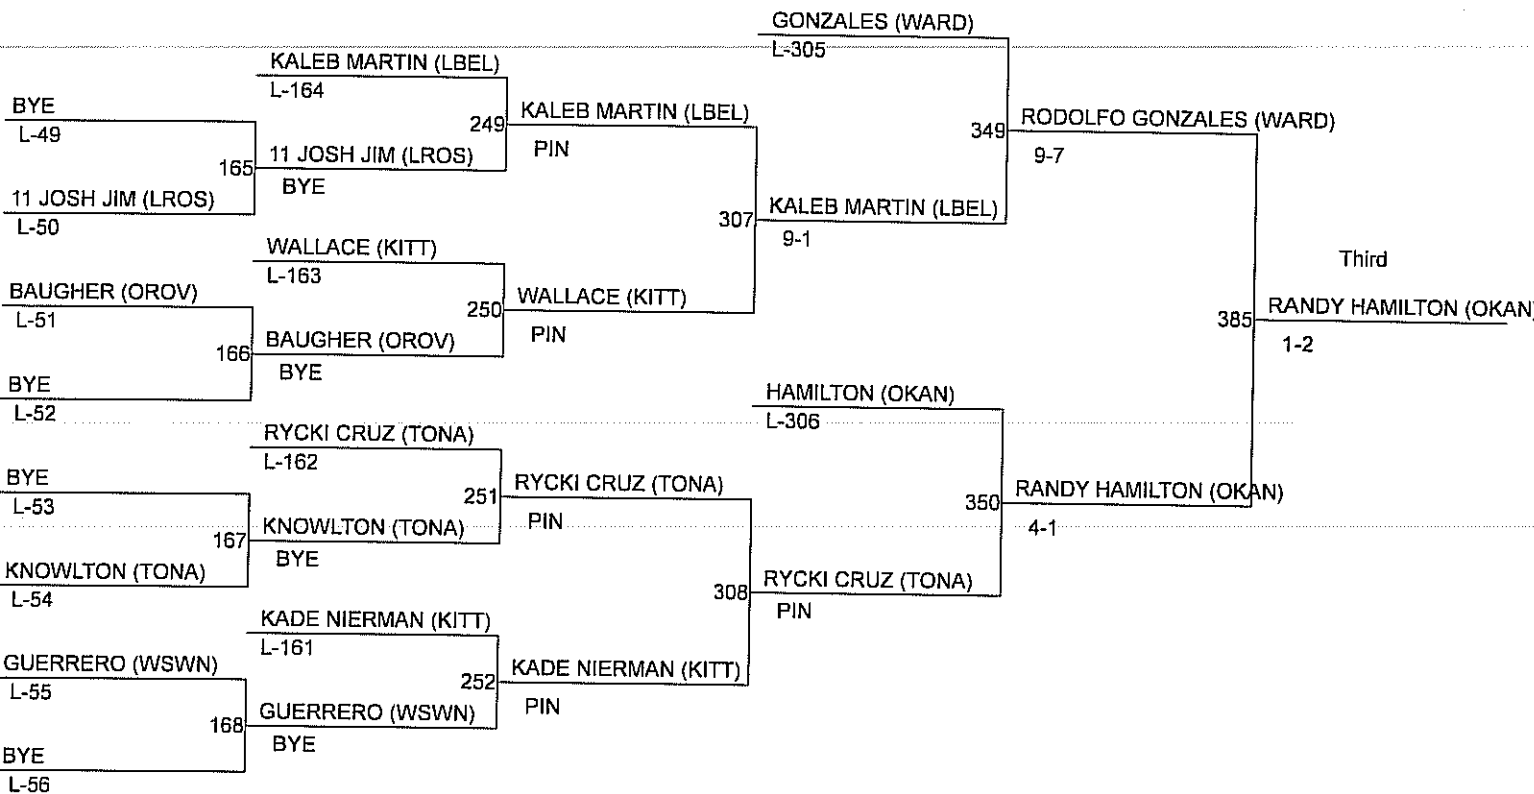 GONZALES (WARD)
L-305
KALEB MARTIN (LBEL)
L-164
BYE
L-49
249
KALEB MARTIN (LBEL)
PIN
349
RODOLFO GONZALES (WARD)
9-7
165
11 JOSH JIM (LROS)
BYE
11 JOSH JIM (LROS)
L-50
307
KALEB MARTIN (LBEL)
9-1
WALLACE (KITT)
L-163
Third
BAUGHER (OROV)
L-51
250
WALLACE (KITT)
PIN
385
RANDY HAMILTON (OKAN)
1-2
166
BAUGHER (OROV)
BYE
BYE
L-52
HAMILTON (OKAN)
L-306
RYCKI CRUZ (TONA)
L-162
BYE
L-53
251
RYCKI CRUZ (TONA)
PIN
350
RANDY HAMILTON (OKAN)
4-1
167
KNOWLTON (TONA)
BYE
KNOWLTON (TONA)
L-54
308
RYCKI CRUZ (TONA)
PIN
KADE NIERMAN (KITT)
L-161
GUERRERO (WSWN)
L-55
252
KADE NIERMAN (KITT)
PIN
168
GUERRERO (WSWN)
BYE
BYE
L-56